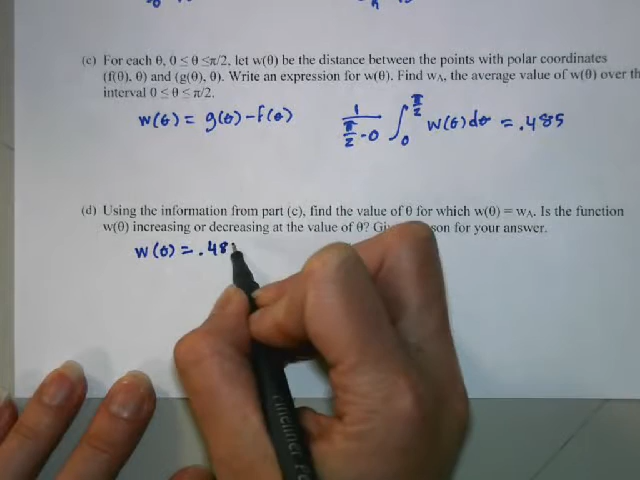 (c) For each θ, 0 ≤ θ ≤π/2, let w(θ) be the distance between the points with polar coordinates
(f(θ), θ) and (g(θ), θ). Write an expression for w(θ). Find wA, the average value of w(θ) over
interval 0 ≤ θ ≤ π/2.
w(θ) = g(θ) - f(θ) 1/(π/2 - 0) ∫₀^(π/2) w(θ)dθ = .485
(d) Using the information from part (c), find the value of θ for which w(θ) = wA. Is the function
w(θ) increasing or decreasing at the value of θ? for your answer.
w(θ) = .48